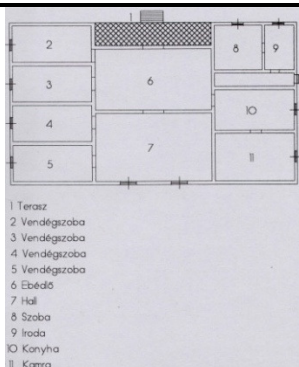 1
2
3
4
5
6
7
8
9
10
11
1 Terasz
2 Vendégszoba
3 Vendégszoba
4 Vendégszoba
5 Vendégszoba
6 Ebédlő
7 Hall
8 Szoba
9 Iroda
10 Konyha
11 Kamra